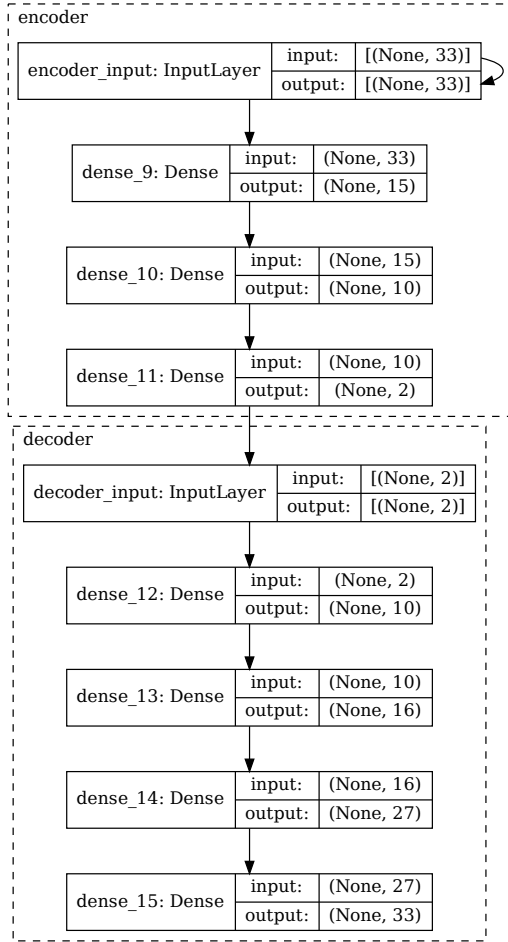 encoder
encoder_input: InputLayer input: [(None, 33)]
output: [(None, 33)]
dense_9: Dense input: (None, 33)
output: (None, 15)
dense_10: Dense input: (None, 15)
output: (None, 10)
dense_11: Dense input: (None, 10)
output: (None, 2)
decoder
decoder_input: InputLayer input: [(None, 2)]
output: [(None, 2)]
dense_12: Dense input: (None, 2)
output: (None, 10)
dense_13: Dense input: (None, 10)
output: (None, 16)
dense_14: Dense input: (None, 16)
output: (None, 27)
dense_15: Dense input: (None, 27)
output: (None, 33)